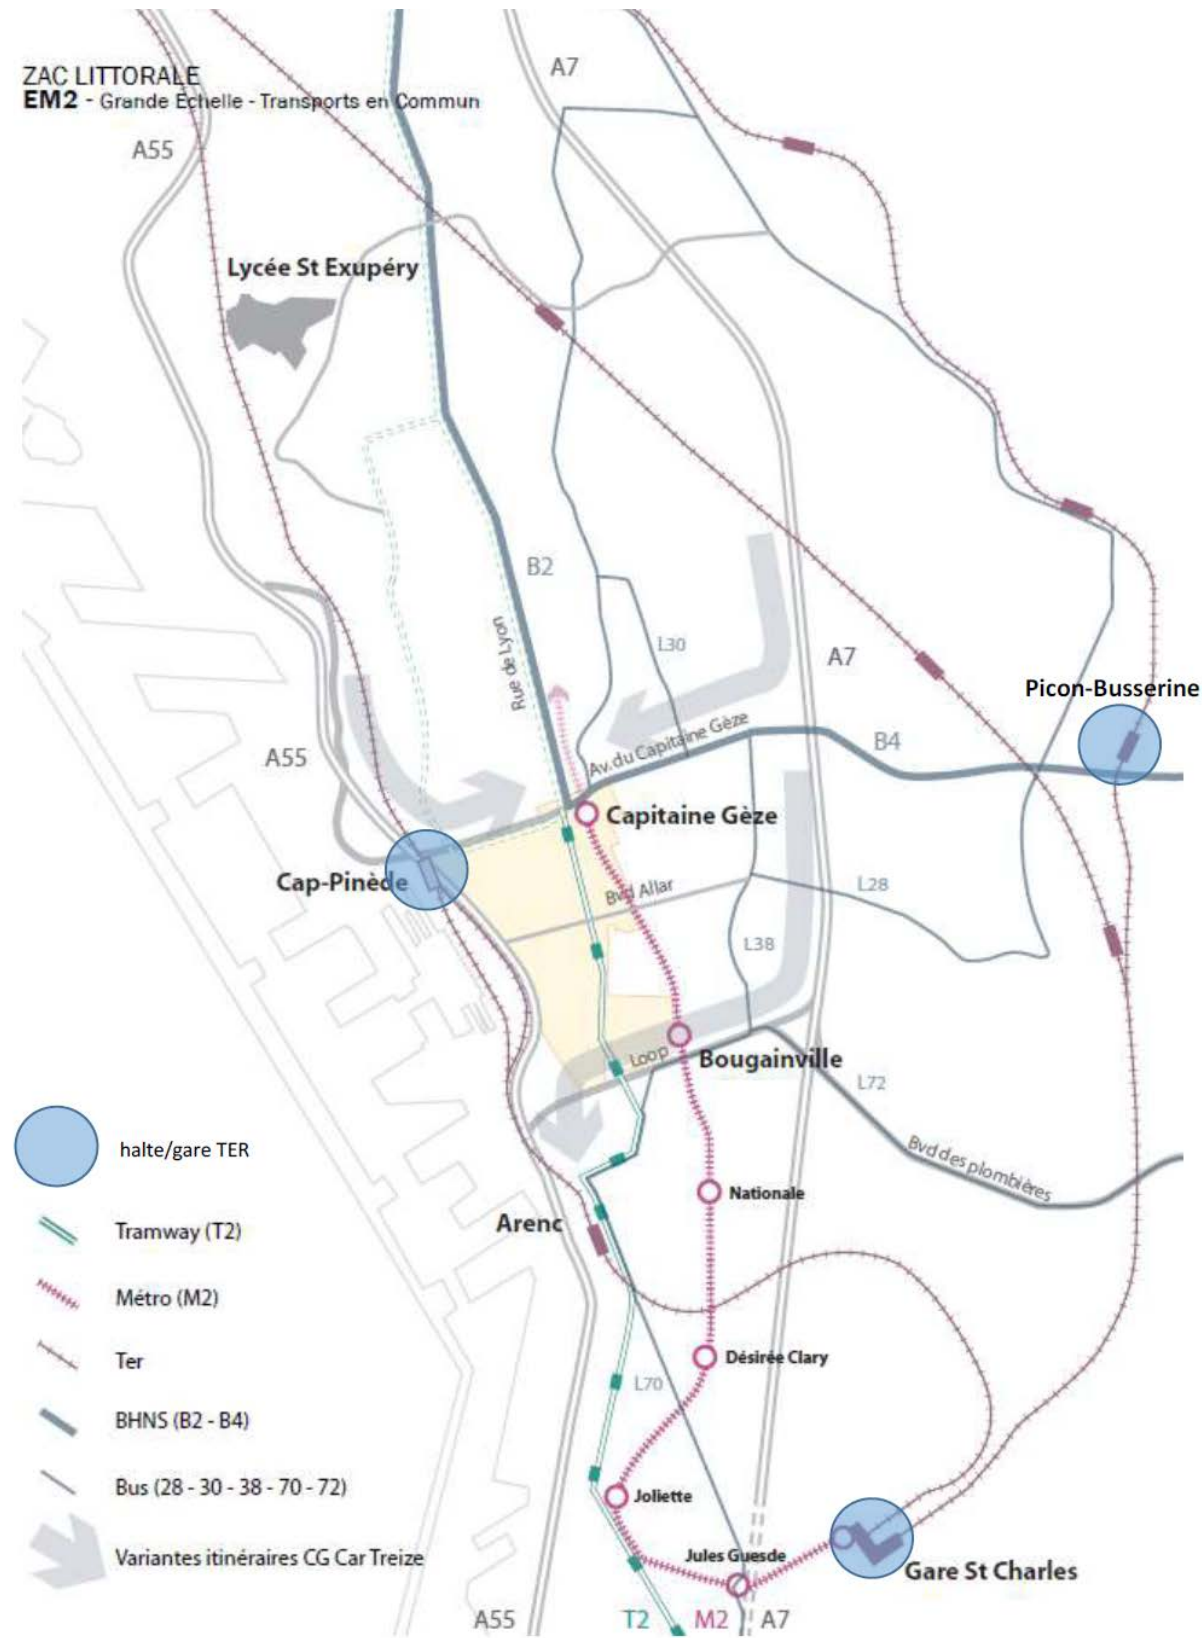 ZAC LITTORALE
EM2 - Grande Echelle - Transports en Commun
A7
A55
Lycée St Exupéry
B2
Rue de Lyon
L30
A7
Picon-Busserine
A55
Av.du Capitaine Gèze
B4
Capitaine Gèze
Cap-Pinède
Bvd Allar
L28
L38
Loop
Bougainville
L72
halte/gare TER
Bvd des plombières
Nationale
Tramway (T2)
Arenc
Métro (M2)
Ter
Désirée Clary
L70
BHNS (B2 - B4)
Bus (28 - 30 - 38 - 70 - 72)
Joliette
Variantes itinéraires CG Car Treize
Jules Guesde
Gare St Charles
A55
T2
M2
A7